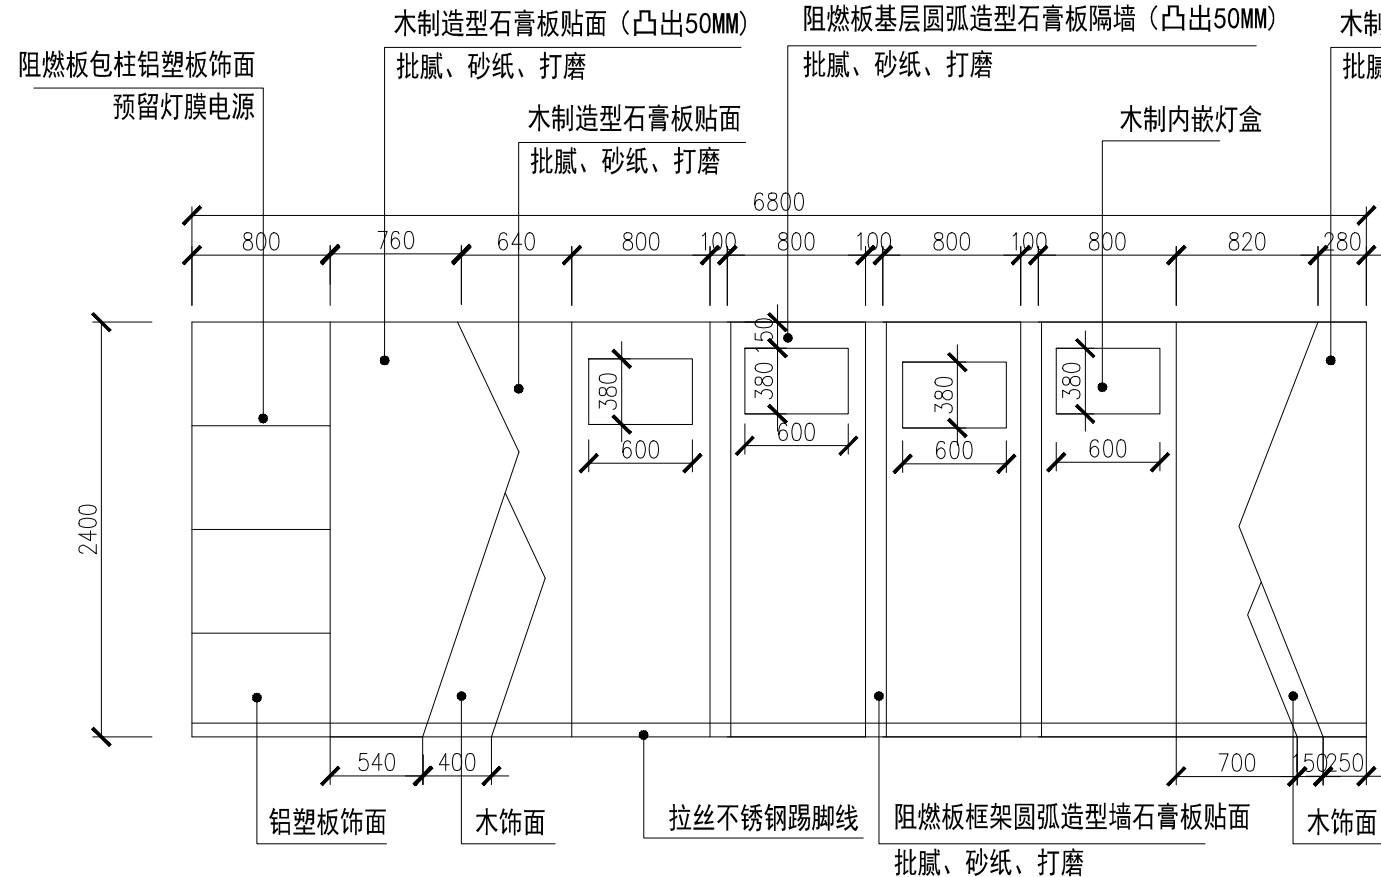 木制造型石膏板贴面（凸出50MM）
批腻、砂纸、打磨
阻燃板基层圆弧造型石膏板隔墙（凸出50MM）
批腻、砂纸、打磨
木制
批腻
阻燃板包柱铝塑板饰面
预留灯膜电源
木制造型石膏板贴面
批腻、砂纸、打磨
木制内嵌灯盒
6800
800 760 640 800 100 800 100 800 100 800 820 280
150
380 380 380 380
600 600 600 600
2400
540 400 700 150 250
铝塑板饰面
木饰面
拉丝不锈钢踢脚线
阻燃板框架圆弧造型墙石膏板贴面
批腻、砂纸、打磨
木饰面